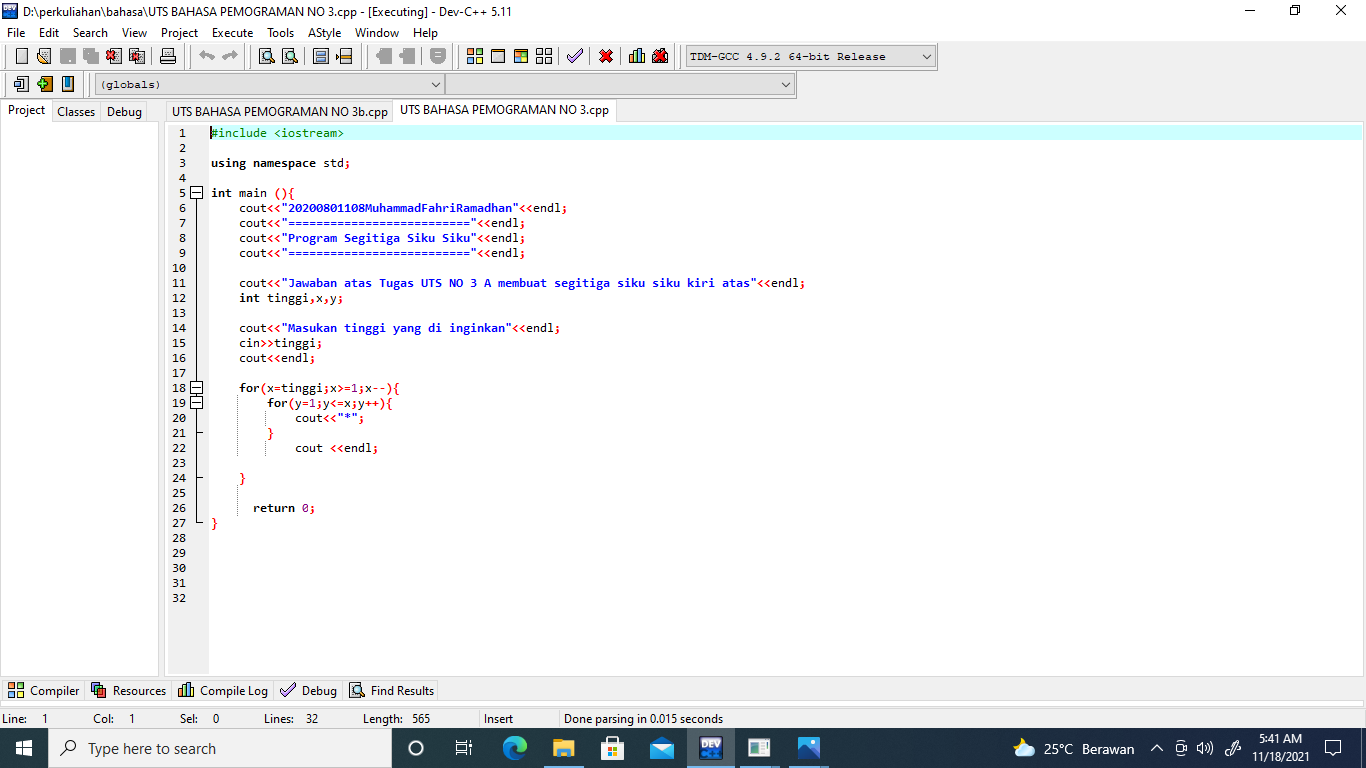 D:\perkuliahan\bahasa\UTS BAHASA PEMOGRAMAN NO 3.cpp - [Executing] - Dev-C++ 5.11
File Edit Search View Project Execute Tools AStyle Window Help
TDM-GCC 4.9.2 64-bit Release
(globals)
Project Classes Debug UTS BAHASA PEMOGRAMAN NO 3b.cpp UTS BAHASA PEMOGRAMAN NO 3.cpp
1 #include <iostream>
2
3 using namespace std;
4
5 int main (){
6 cout<<"20200801108MuhammadFahriRamadhan"<<endl;
7 cout<<"=========================="<<endl;
8 cout<<"Program Segitiga Siku Siku"<<endl;
9 cout<<"=========================="<<endl;
10
11 cout<<"Jawaban atas Tugas UTS NO 3 A membuat segitiga siku siku kiri atas"<<endl;
12 int tinggi,x,y;
13
14 cout<<"Masukan tinggi yang di inginkan"<<endl;
15 cin>>tinggi;
16 cout<<endl;
17
18 for(x=tinggi;x>=1;x--){
19 for(y=1;y<=x;y++){
20 cout<<"*";
21 }
22 cout <<endl;
23
24 }
25
26 return 0;
27 }
28
29
30
31
32
Compiler Resources Compile Log Debug Find Results
Line: 1 Col: 1 Sel: 0 Lines: 32 Length: 565 Insert Done parsing in 0.015 seconds
Type here to search DEV 25°C Berawan 5:41 AM
11/18/2021